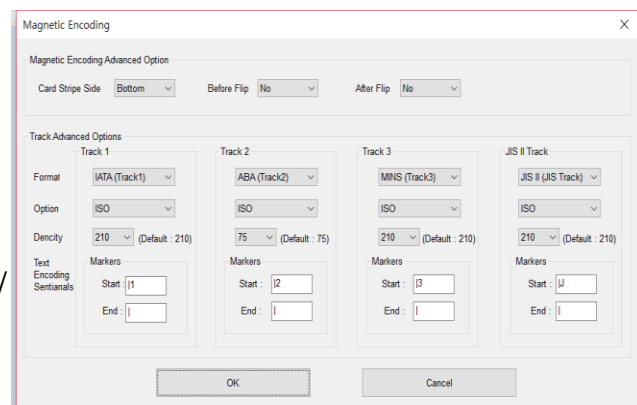 Magnetic Encoding
Magnetic Encoding Advanced Option
Card Stripe Side Bottom Before Flip No After Flip No
Track Advanced Options
Track 1 Track 2 Track 3 JIS II Track
Format IATA (Track1) ABA (Track2) MINS (Track3) JIS II (JIS Track)
Option ISO ISO ISO ISO
Dencity 210 (Default : 210) 75 (Default : 75) 210 (Default : 210) 210 (Default : 210)
Text Encoding Sentianals
Markers Markers Markers Markers
Start : |1 Start : |2 Start : |3 Start : |J
End : | End : | End : | End : |
/
OK Cancel